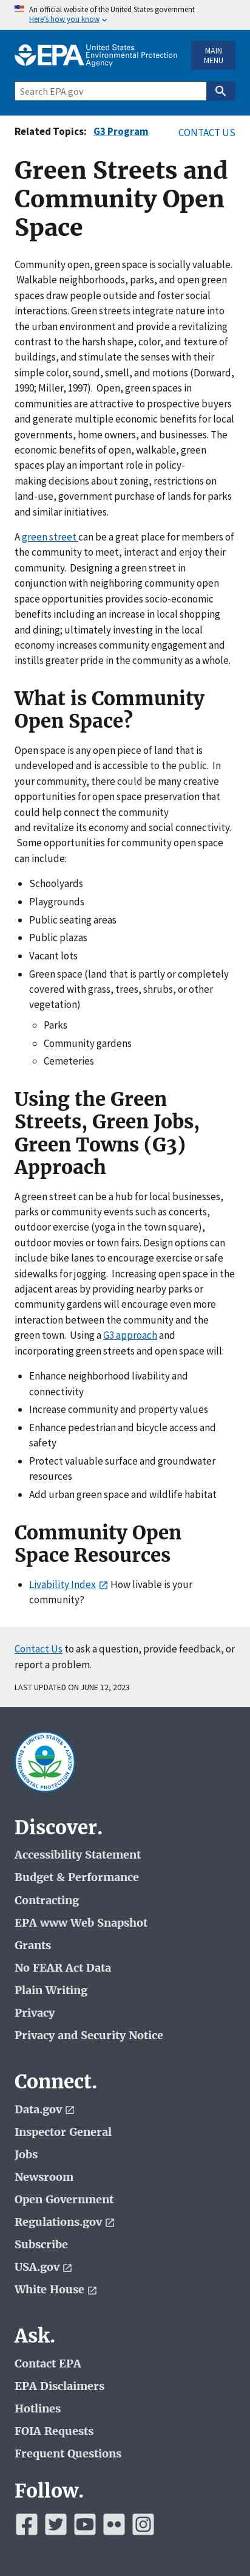 An official website of the United States government
Here's how you know
EPA United States
Environmental Protection
Agency
MAIN
MENU
Search EPA.gov
Related Topics: G3 Program
CONTACT US
Green Streets and
Community Open
Space
Community open, green space is socially valuable.
Walkable neighborhoods, parks, and open green
spaces draw people outside and foster social
interactions. Green streets integrate nature into
the urban environment and provide a revitalizing
contrast to the harsh shape, color, and texture of
buildings, and stimulate the senses with their
simple color, sound, smell, and motions (Dorward,
1990; Miller, 1997).  Open, green spaces in
communities are attractive to prospective buyers
and generate multiple economic benefits for local
governments, home owners, and businesses. The
economic benefits of open, walkable, green
spaces play an important role in policy-
making decisions about zoning, restrictions on
land-use, government purchase of lands for parks
and similar initiatives.
A green street can be a great place for members of
the community to meet, interact and enjoy their
community.  Designing a green street in
conjunction with neighboring community open
space opportunities provides socio-economic
benefits including an increase in local shopping
and dining; ultimately investing in the local
economy increases community engagement and
instills greater pride in the community as a whole.
What is Community
Open Space?
Open space is any open piece of land that is
undeveloped and is accessible to the public.  In
your community, there could be many creative
opportunities for open space preservation that
could help connect the community
and revitalize its economy and social connectivity.
Some opportunities for community open space
can include:
Schoolyards
Playgrounds
Public seating areas
Public plazas
Vacant lots
Green space (land that is partly or completely
covered with grass, trees, shrubs, or other
vegetation)
Parks
Community gardens
Cemeteries
Using the Green
Streets, Green Jobs,
Green Towns (G3)
Approach
A green street can be a hub for local businesses,
parks or community events such as concerts,
outdoor exercise (yoga in the town square),
outdoor movies or town fairs. Design options can
include bike lanes to encourage exercise or safe
sidewalks for jogging.  Increasing open space in the
adjacent areas by providing nearby parks or
community gardens will encourage even more
interaction between the community and the
green town.  Using a G3 approach and
incorporating green streets and open space will:
Enhance neighborhood livability and
connectivity
Increase community and property values
Enhance pedestrian and bicycle access and
safety
Protect valuable surface and groundwater
resources
Add urban green space and wildlife habitat
Community Open
Space Resources
Livability Index How livable is your
community?
Contact Us to ask a question, provide feedback, or
report a problem.
LAST UPDATED ON JUNE 12, 2023
UNITED STATES
ENVIRONMENTAL PROTECTION AGENCY
Discover.
Accessibility Statement
Budget & Performance
Contracting
EPA www Web Snapshot
Grants
No FEAR Act Data
Plain Writing
Privacy
Privacy and Security Notice
Connect.
Data.gov
Inspector General
Jobs
Newsroom
Open Government
Regulations.gov
Subscribe
USA.gov
White House
Ask.
Contact EPA
EPA Disclaimers
Hotlines
FOIA Requests
Frequent Questions
Follow.